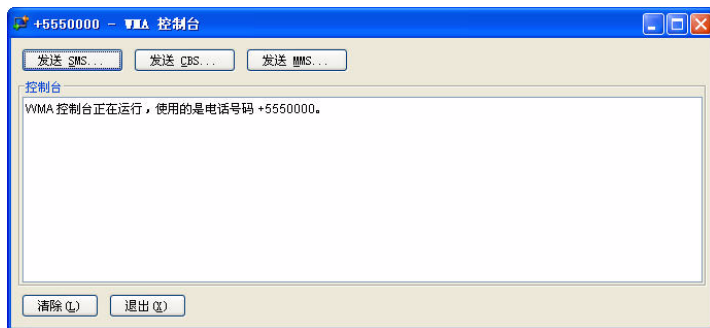 +5550000 - WMA 控制台
发送 SMS... 发送 CBS... 发送 MMS...
控制台
WMA 控制台正在运行，使用的是电话号码 +5550000。
清除(L) 退出(X)